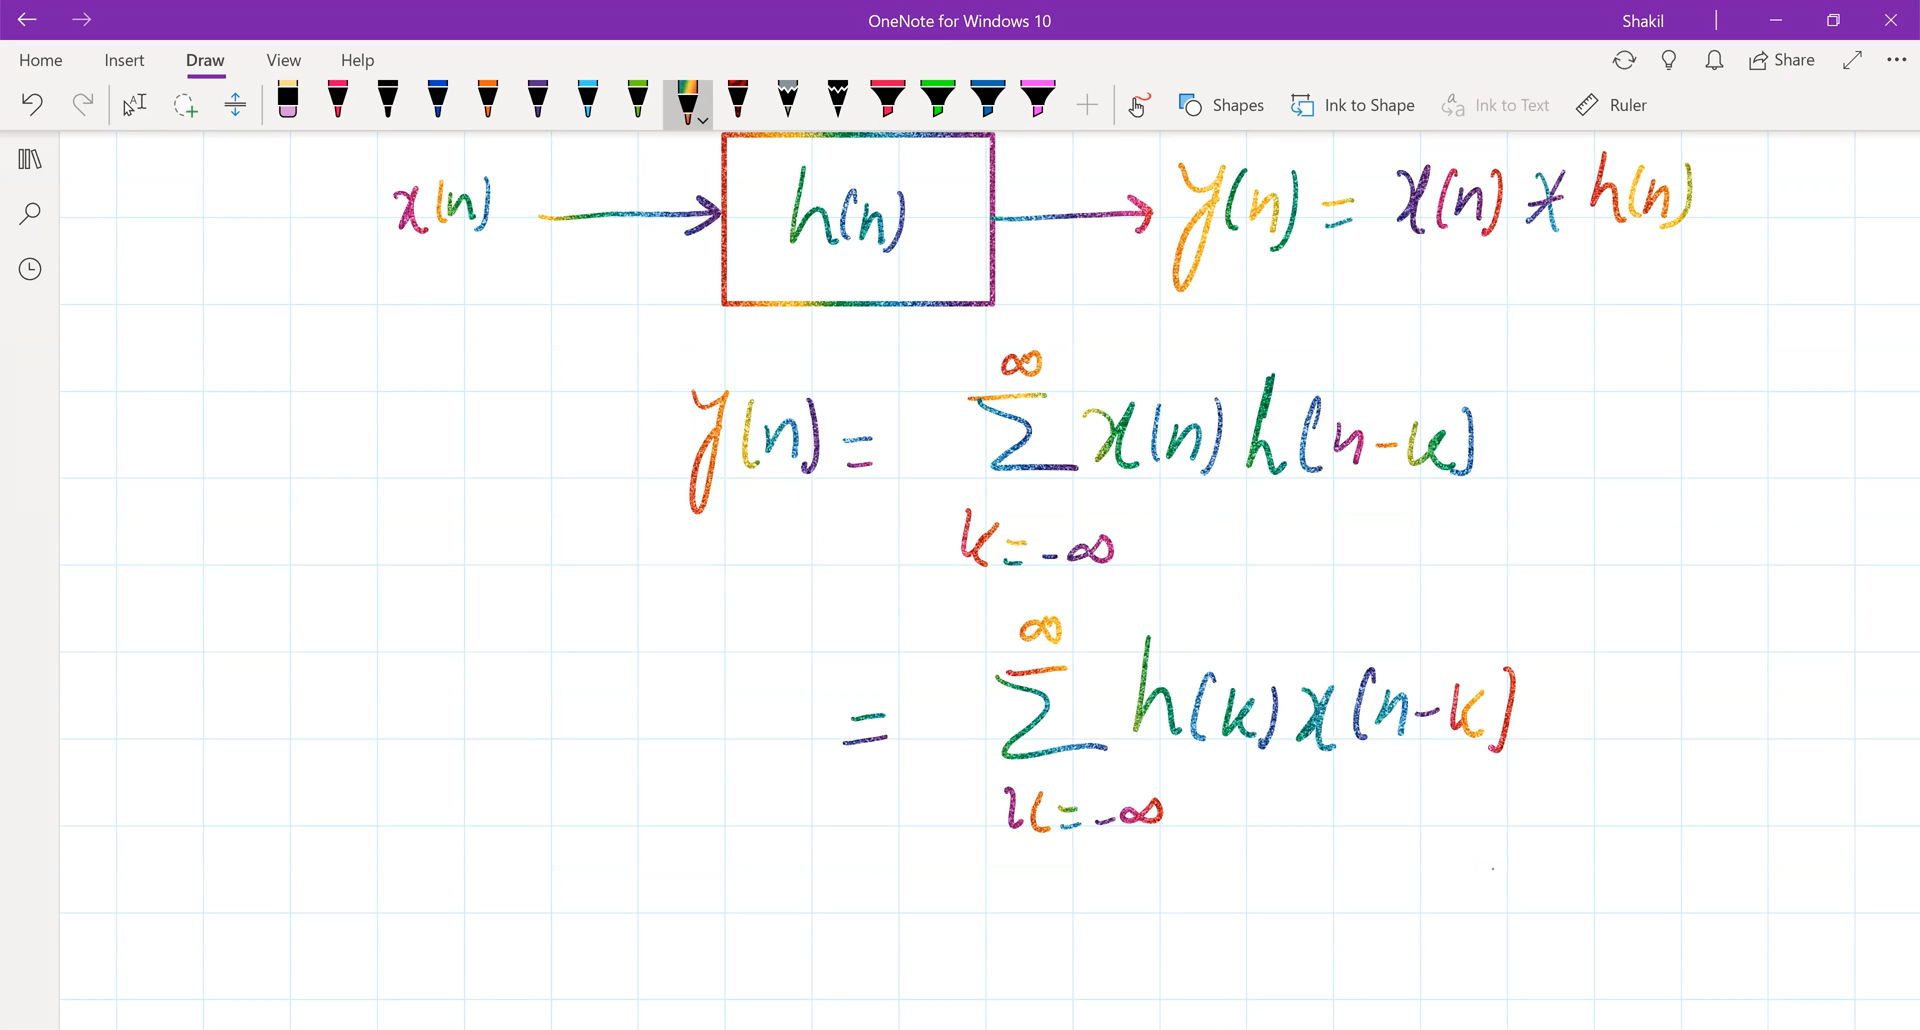 OneNote for Windows 10
Shakil
Home Insert Draw View Help
Share
Shapes Ink to Shape Ink to Text Ruler
x(n) h(n) y(n) = x(n) * h(n)
∞
y(n) = Σ x(n) h(n-k)
k=-∞
∞
= Σ h(k) x(n-k)
k=-∞